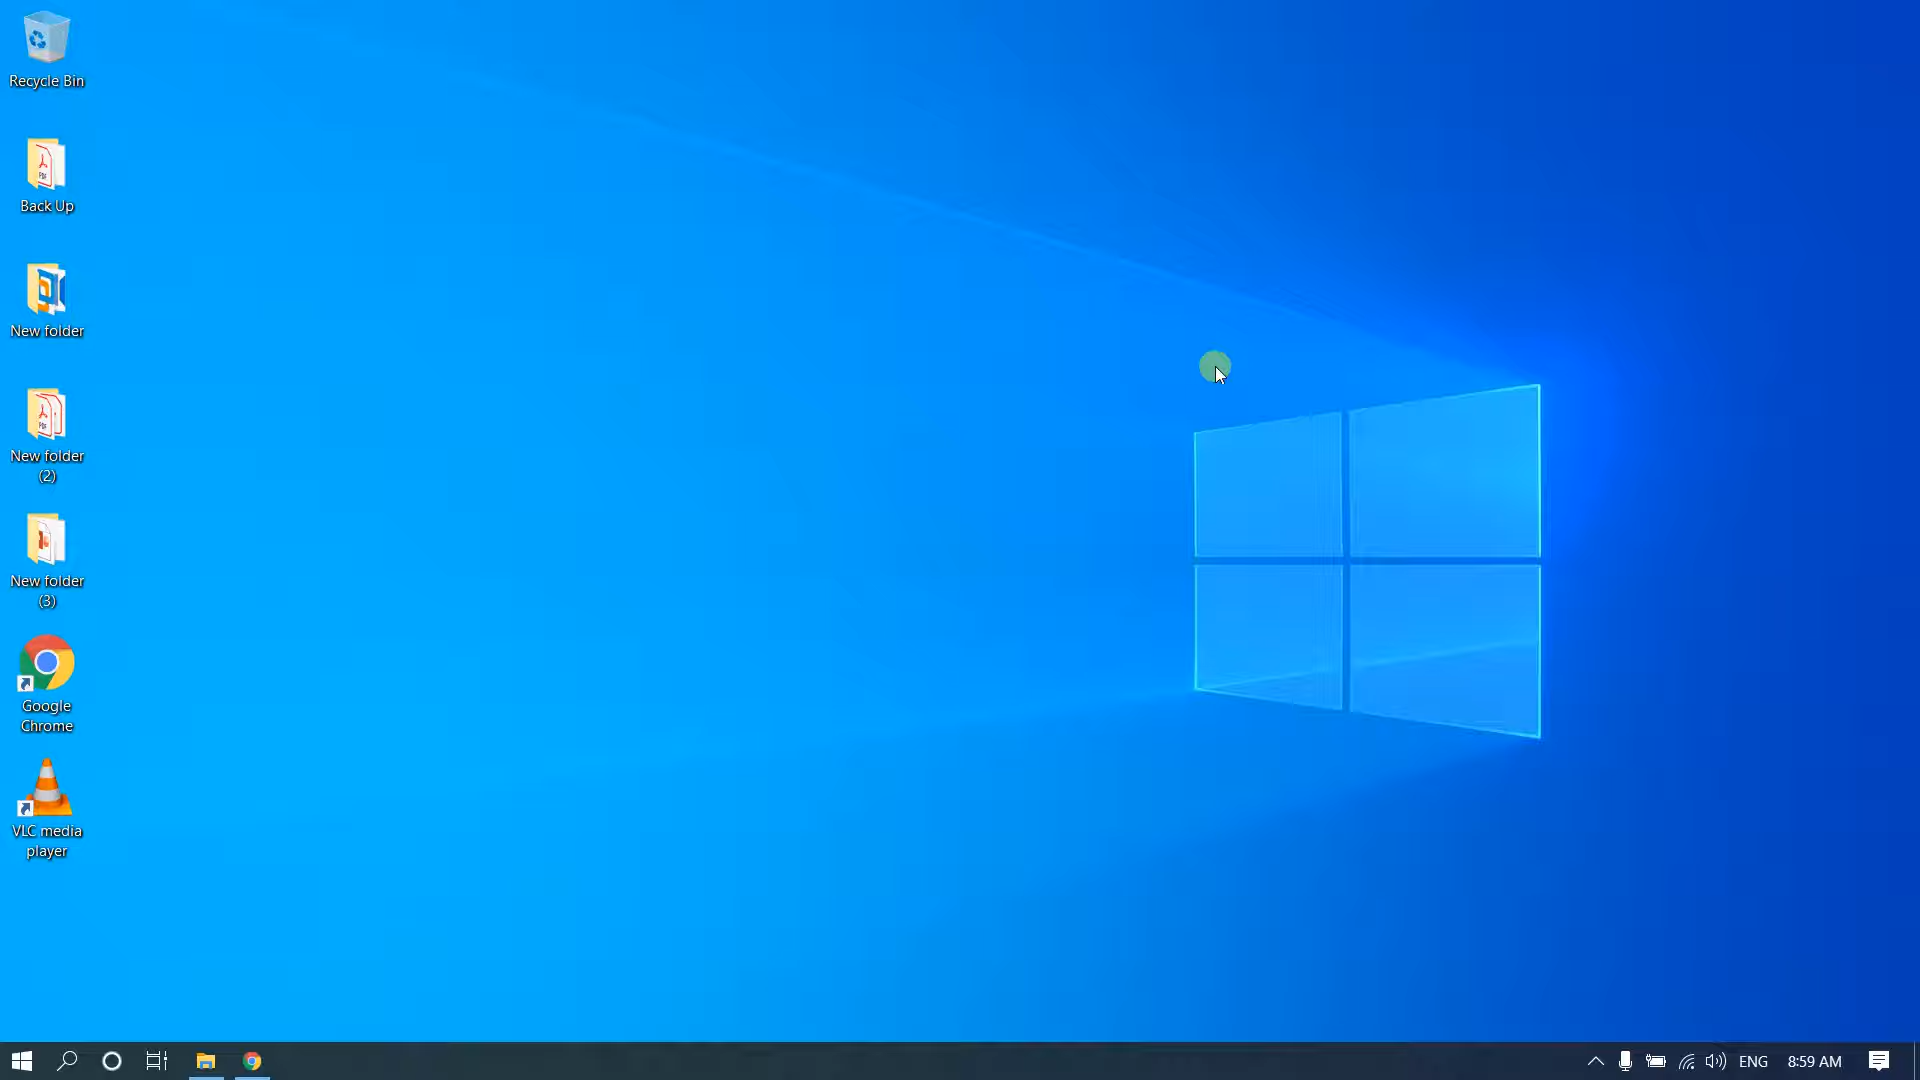 Recycle Bin
Back Up
New folder
New folder
(2)
New folder
(3)
Google
Chrome
VLC media
player
ENG
8:59 AM